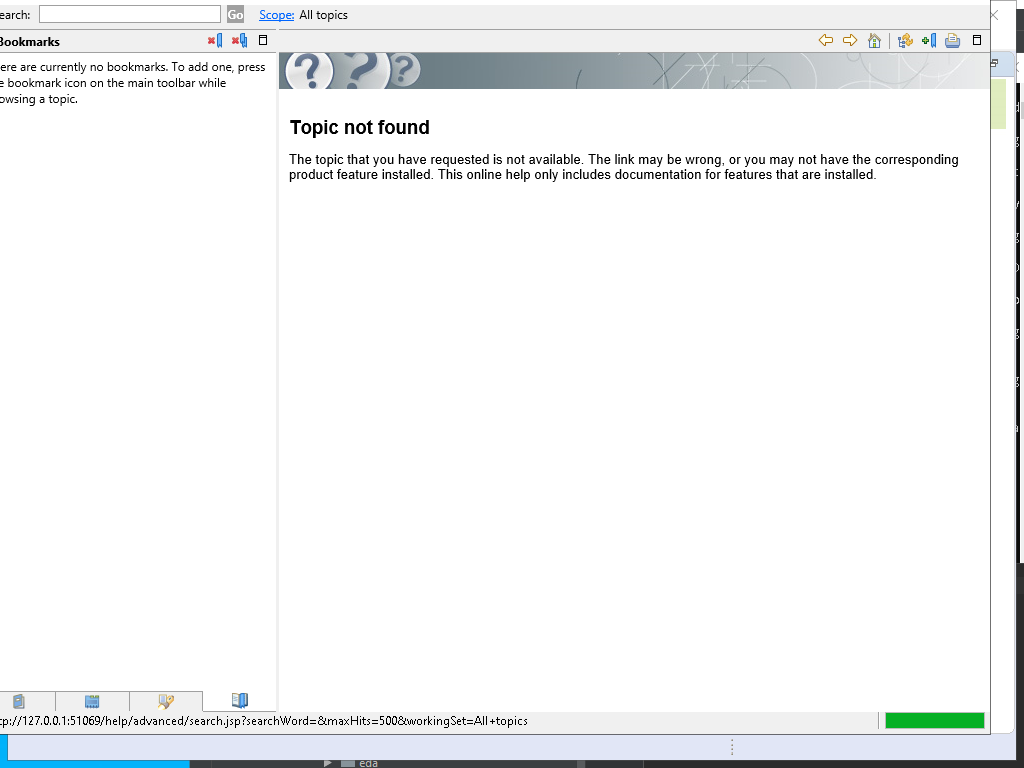 earch:
Go
Scope: All topics
Bookmarks
ere are currently no bookmarks. To add one, press
e bookmark icon on the main toolbar while
owsing a topic.
Topic not found
The topic that you have requested is not available. The link may be wrong, or you may not have the corresponding
product feature installed. This online help only includes documentation for features that are installed.
tp://127.0.0.1:51069/help/advanced/search.jsp?searchWord=&maxHits=500&workingSet=All+topics
eda